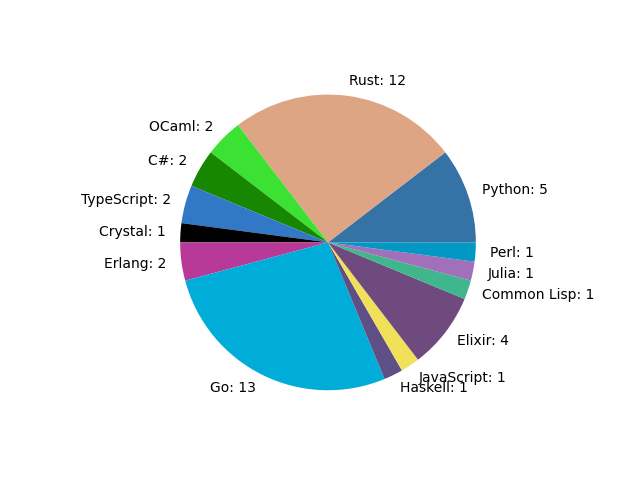 Rust: 12
OCaml: 2
C#: 2
Python: 5
TypeScript: 2
Crystal: 1
Perl: 1
Erlang: 2
Julia: 1
Common Lisp: 1
Elixir: 4
JavaScript: 1
Go: 13
Haskell: 1